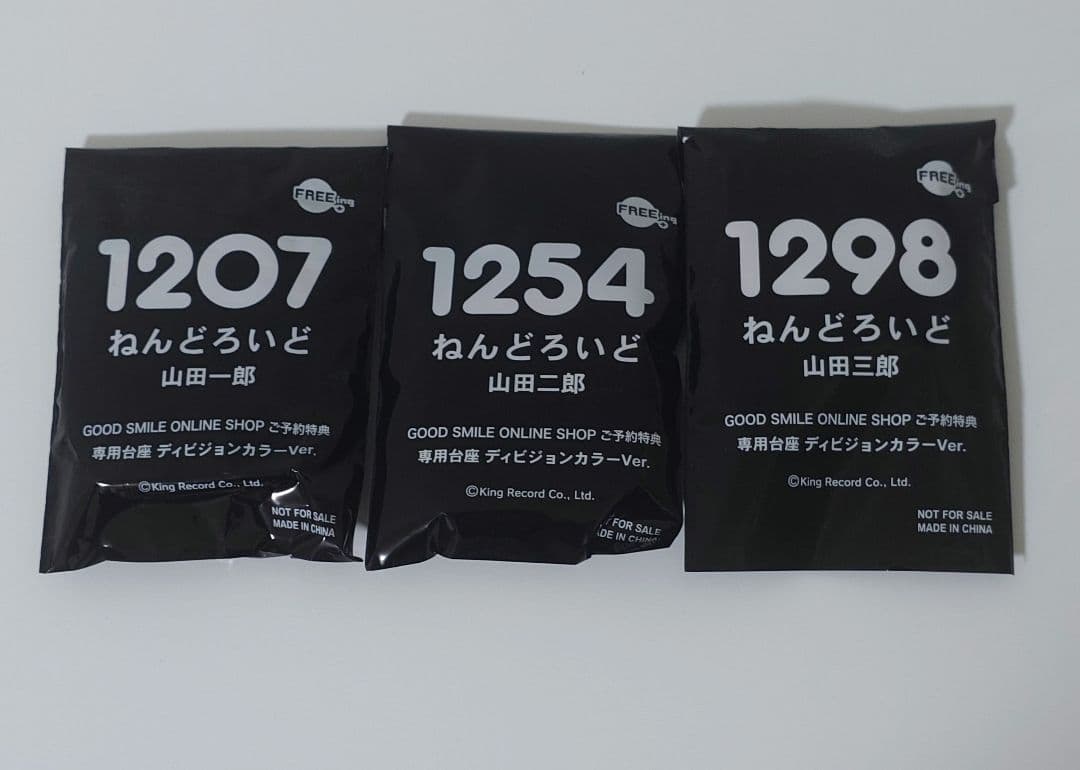 FREEing
1207
ねんどろいど
山田一郎
GOOD SMILE ONLINE SHOP ご予約特典
専用台座 ディビジョンカラーVer.
©King Record Co., Ltd.
NOT FOR SALE
MADE IN CHINA
FREEing
1254
ねんどろいど
山田二郎
GOOD SMILE ONLINE SHOP ご予約特典
専用台座 ディビジョンカラーVer.
©King Record Co., Ltd.
NOT FOR SALE
MADE IN CHINA
FREEing
1298
ねんどろいど
山田三郎
GOOD SMILE ONLINE SHOP ご予約特典
専用台座 ディビジョンカラーVer.
©King Record Co., Ltd.
NOT FOR SALE
MADE IN CHINA